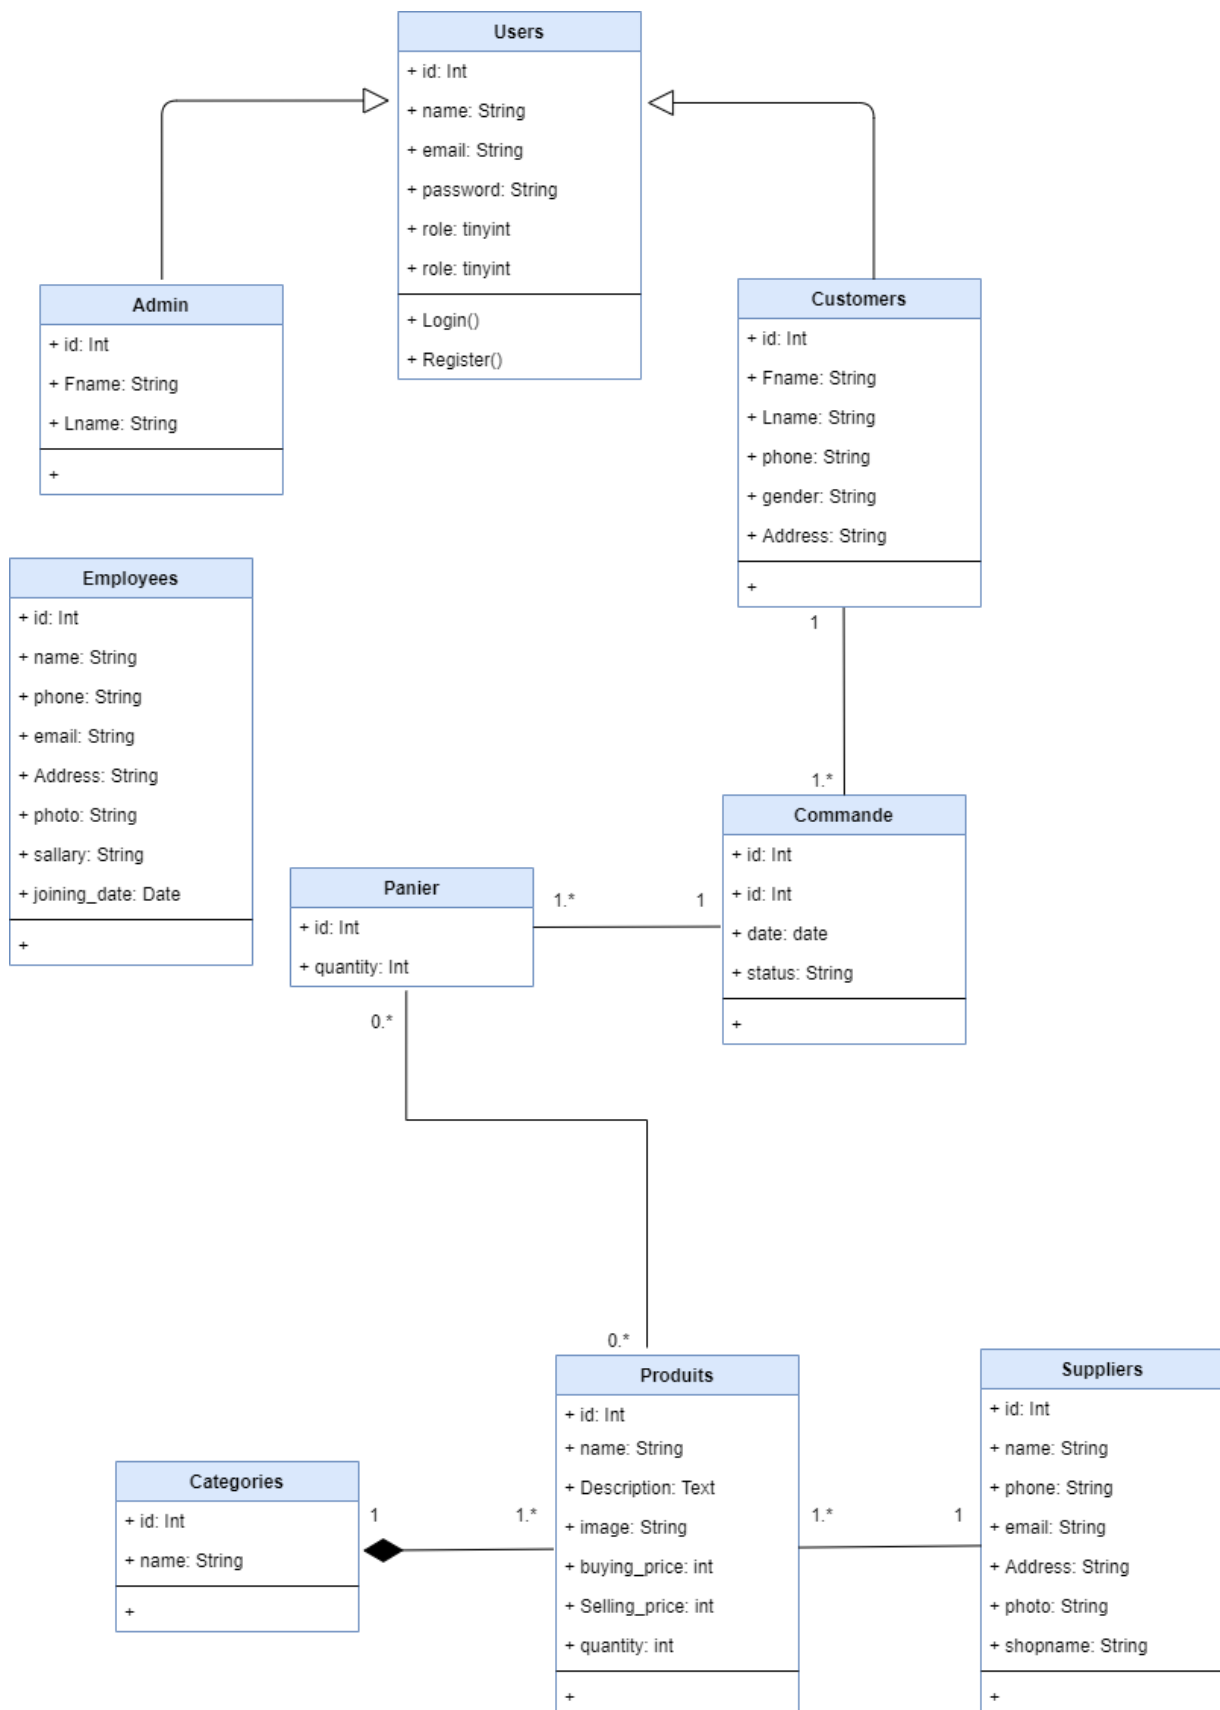 Users
+ id: Int
+ name: String
+ email: String
+ password: String
+ role: tinyint
+ role: tinyint
+ Login()
+ Register()
Admin
+ id: Int
+ Fname: String
+ Lname: String
+
Customers
+ id: Int
+ Fname: String
+ Lname: String
+ phone: String
+ gender: String
+ Address: String
+
1
1.*
Employees
+ id: Int
+ name: String
+ phone: String
+ email: String
+ Address: String
+ photo: String
+ sallary: String
+ joining_date: Date
+
Commande
+ id: Int
+ id: Int
+ date: date
+ status: String
+
Panier
+ id: Int
+ quantity: Int
1.*
1
0.*
0.*
Produits
+ id: Int
+ name: String
+ Description: Text
+ image: String
+ buying_price: int
+ Selling_price: int
+ quantity: int
+
Suppliers
+ id: Int
+ name: String
+ phone: String
+ email: String
+ Address: String
+ photo: String
+ shopname: String
+
Categories
+ id: Int
+ name: String
+
1
1.*
1.*
1